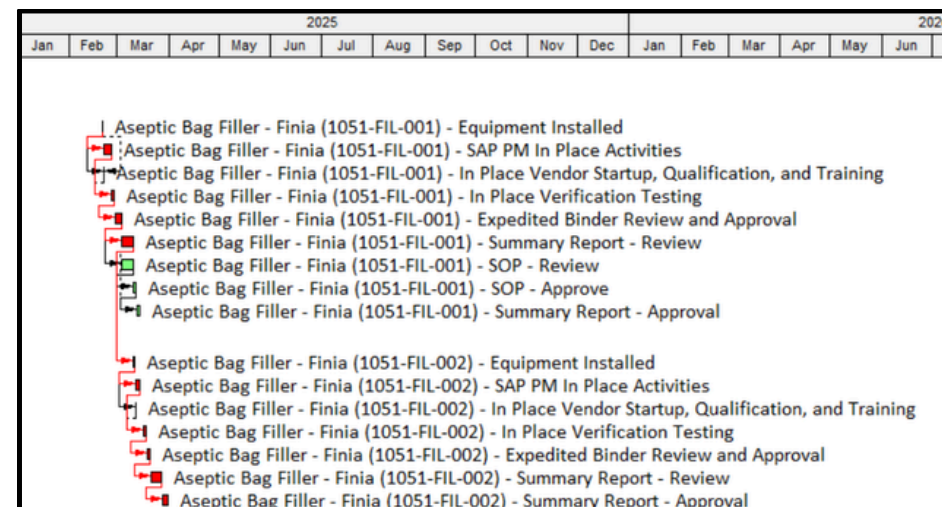 2025
202
Jan Feb Mar Apr May Jun Jul Aug Sep Oct Nov Dec Jan Feb Mar Apr May Jun
Aseptic Bag Filler - Finia (1051-FIL-001) - Equipment Installed
Aseptic Bag Filler - Finia (1051-FIL-001) - SAP PM In Place Activities
Aseptic Bag Filler - Finia (1051-FIL-001) - In Place Vendor Startup, Qualification, and Training
Aseptic Bag Filler - Finia (1051-FIL-001) - In Place Verification Testing
Aseptic Bag Filler - Finia (1051-FIL-001) - Expedited Binder Review and Approval
Aseptic Bag Filler - Finia (1051-FIL-001) - Summary Report - Review
Aseptic Bag Filler - Finia (1051-FIL-001) - SOP - Review
Aseptic Bag Filler - Finia (1051-FIL-001) - SOP - Approve
Aseptic Bag Filler - Finia (1051-FIL-001) - Summary Report - Approval
Aseptic Bag Filler - Finia (1051-FIL-002) - Equipment Installed
Aseptic Bag Filler - Finia (1051-FIL-002) - SAP PM In Place Activities
Aseptic Bag Filler - Finia (1051-FIL-002) - In Place Vendor Startup, Qualification, and Training
Aseptic Bag Filler - Finia (1051-FIL-002) - In Place Verification Testing
Aseptic Bag Filler - Finia (1051-FIL-002) - Expedited Binder Review and Approval
Aseptic Bag Filler - Finia (1051-FIL-002) - Summary Report - Review
Aseptic Bag Filler - Finia (1051-FIL-002) - Summary Report - Approval